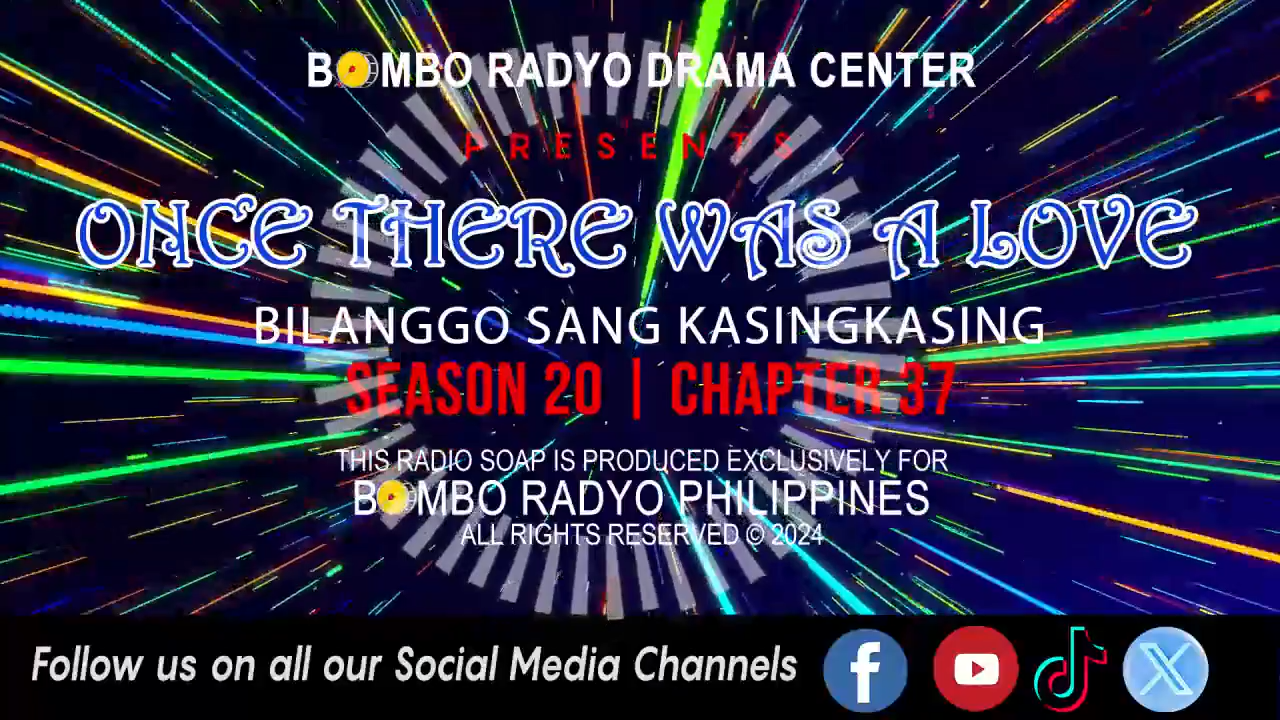 BOMBO RADYO DRAMA CENTER
PRESENTS
ONCE THERE WAS A LOVE
BILANGGO SANG KASINGKASING
SEASON 20 | CHAPTER 37
THIS RADIO SOAP IS PRODUCED EXCLUSIVELY FOR
BOMBO RADYO PHILIPPINES
ALL RIGHTS RESERVED © 2024
Follow us on all our Social Media Channels